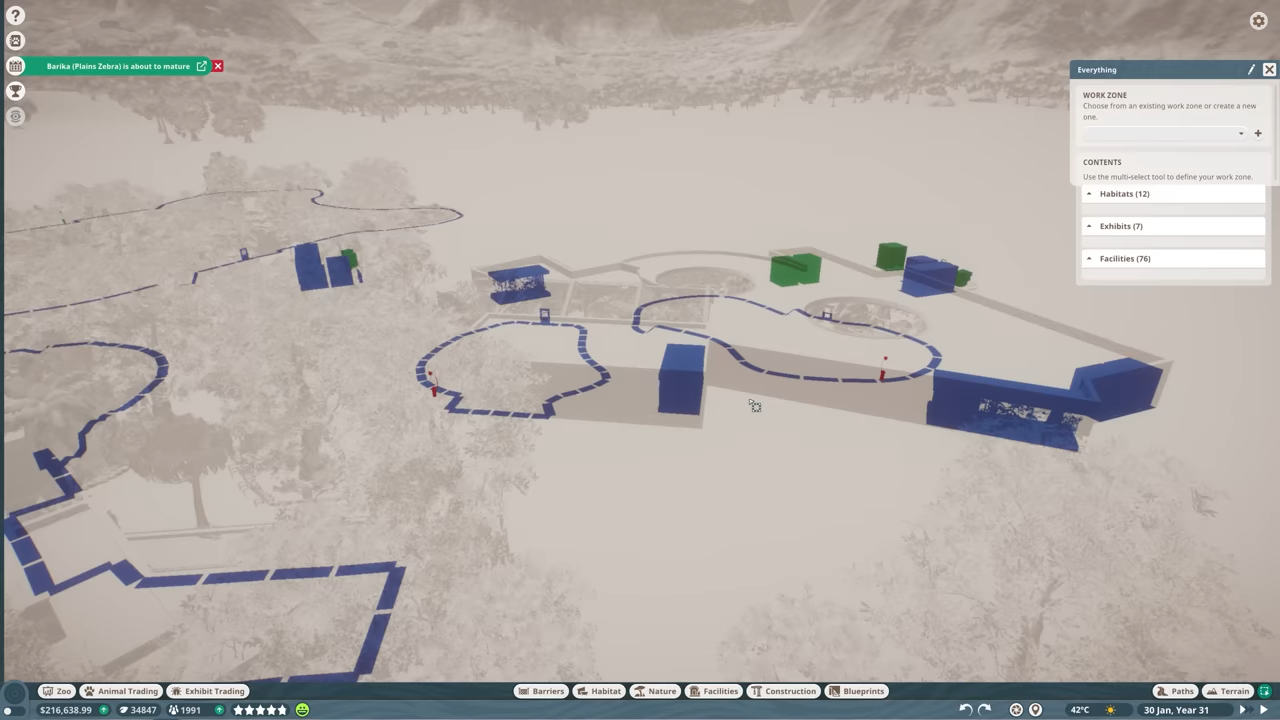 ?
Barika (Plains Zebra) is about to mature
Everything
WORK ZONE
Choose from an existing work zone or create a new
one.
CONTENTS
Use the multi-select tool to define your work zone.
Habitats (12)
Exhibits (7)
Facilities (76)
Zoo
Animal Trading
Exhibit Trading
Barriers
Habitat
Nature
Facilities
Construction
Blueprints
Paths
Terrain
$216,638.99
34847
1991
42°C
30 Jan, Year 31